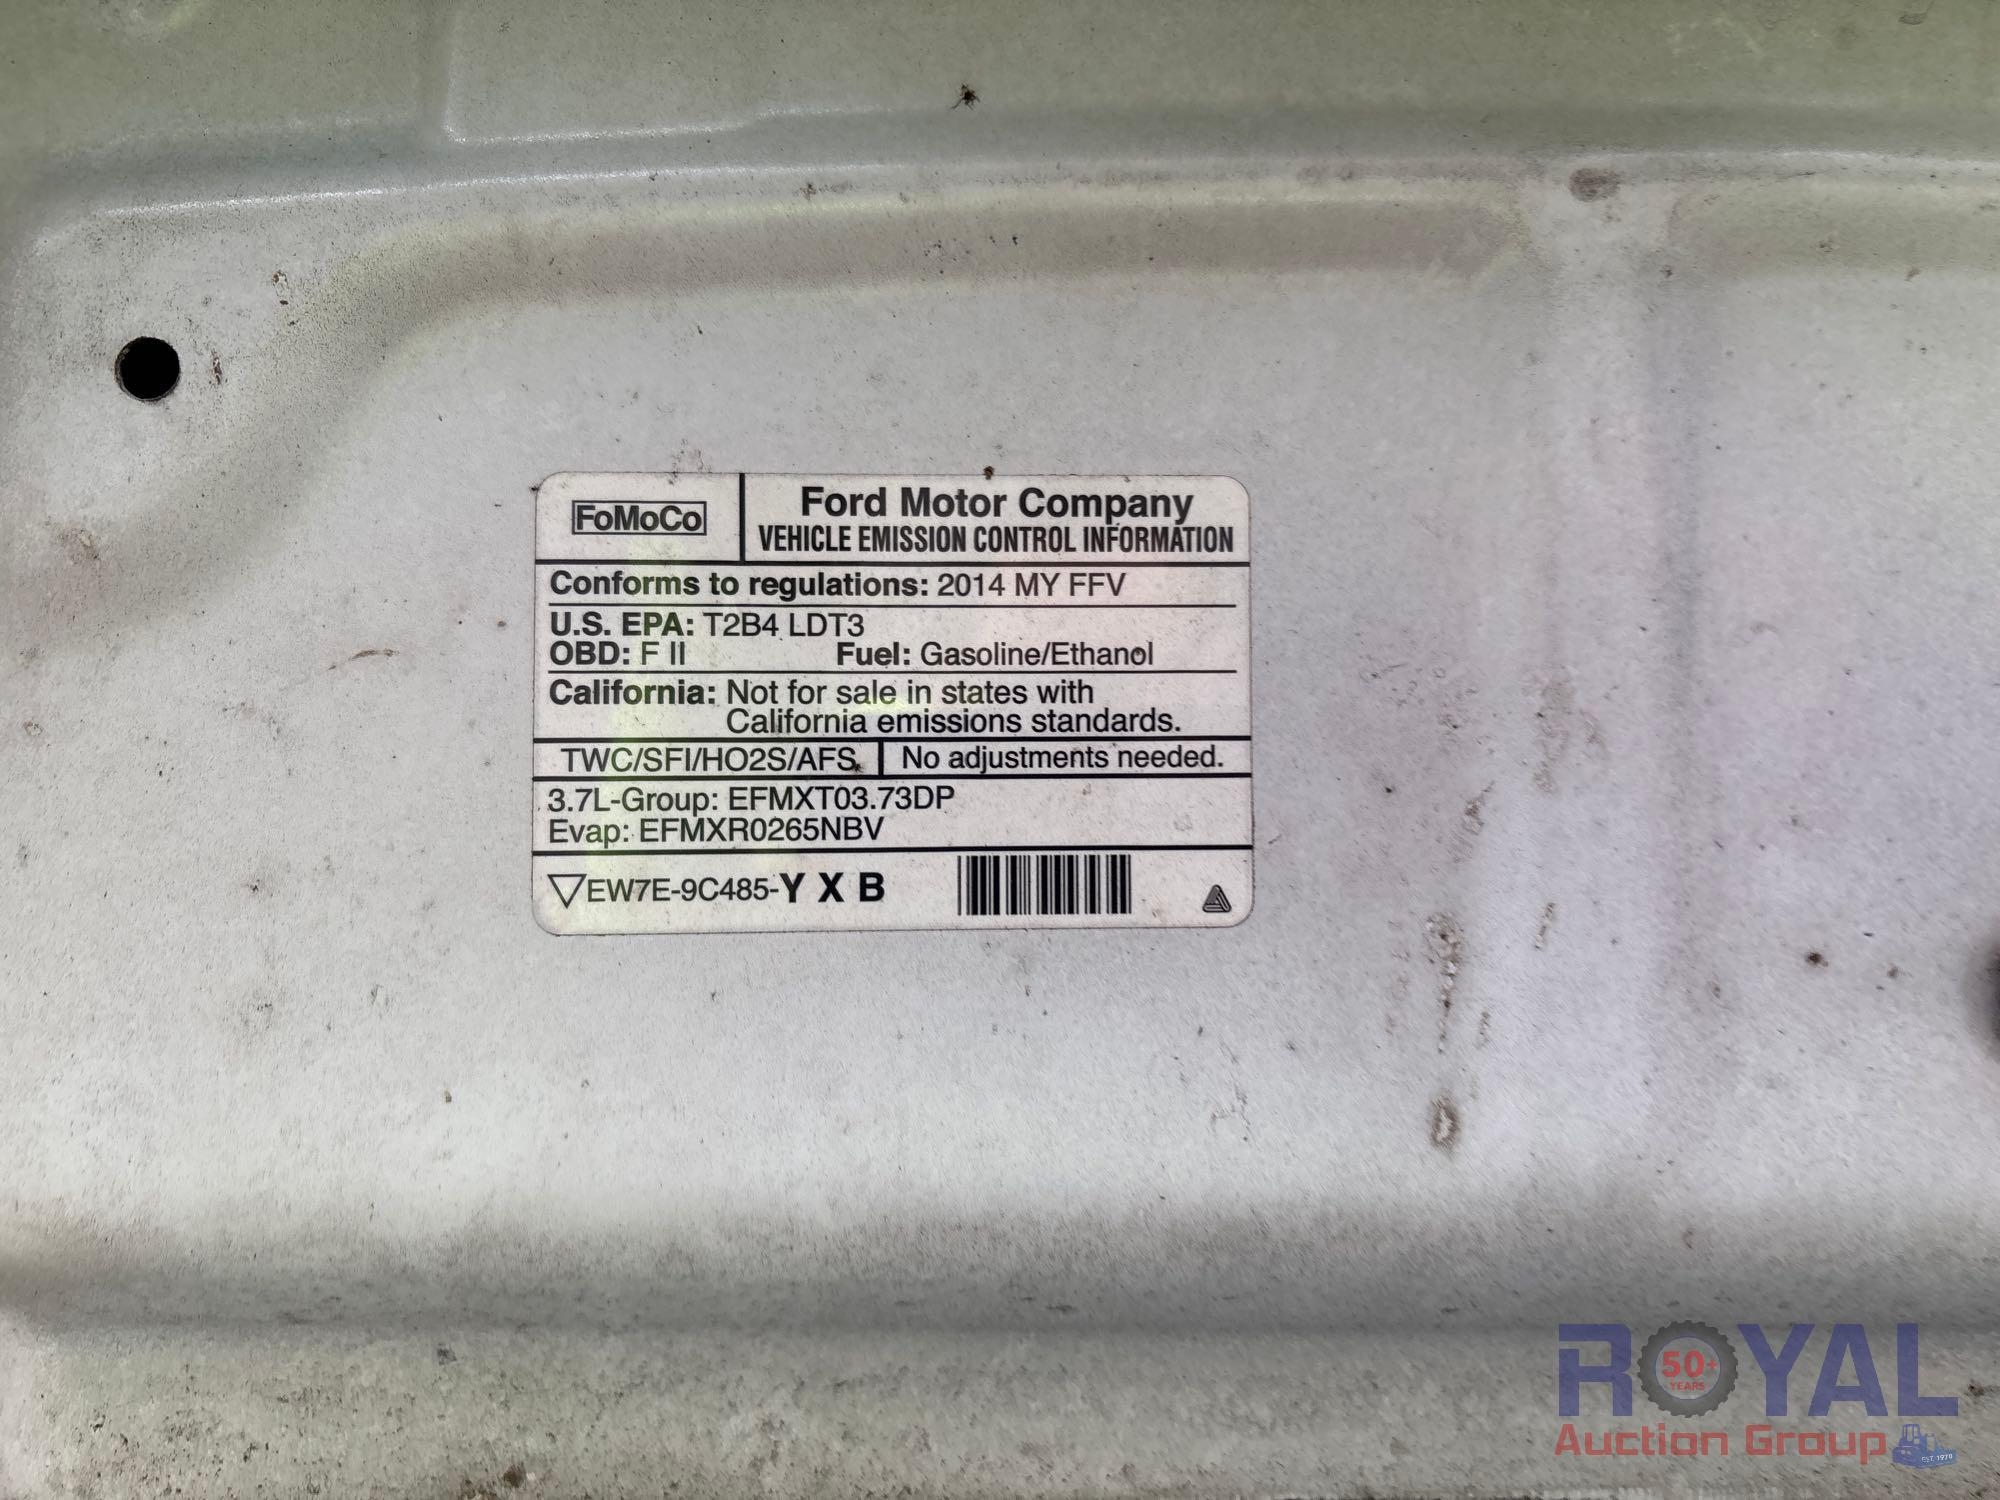 FoMoCo
Ford Motor Company
VEHICLE EMISSION CONTROL INFORMATION
Conforms to regulations: 2014 MY FFV
U.S. EPA: T2B4 LDT3
OBD: F II Fuel: Gasoline/Ethanol
California: Not for sale in states with
California emissions standards.
TWC/SFI/HO2S/AFS No adjustments needed.
3.7L-Group: EFMXT03.73DP
Evap: EFMXR0265NBV
EW7E-9C485-Y X B
ROYAL
50+
YEARS
Auction Group
EST. 1970